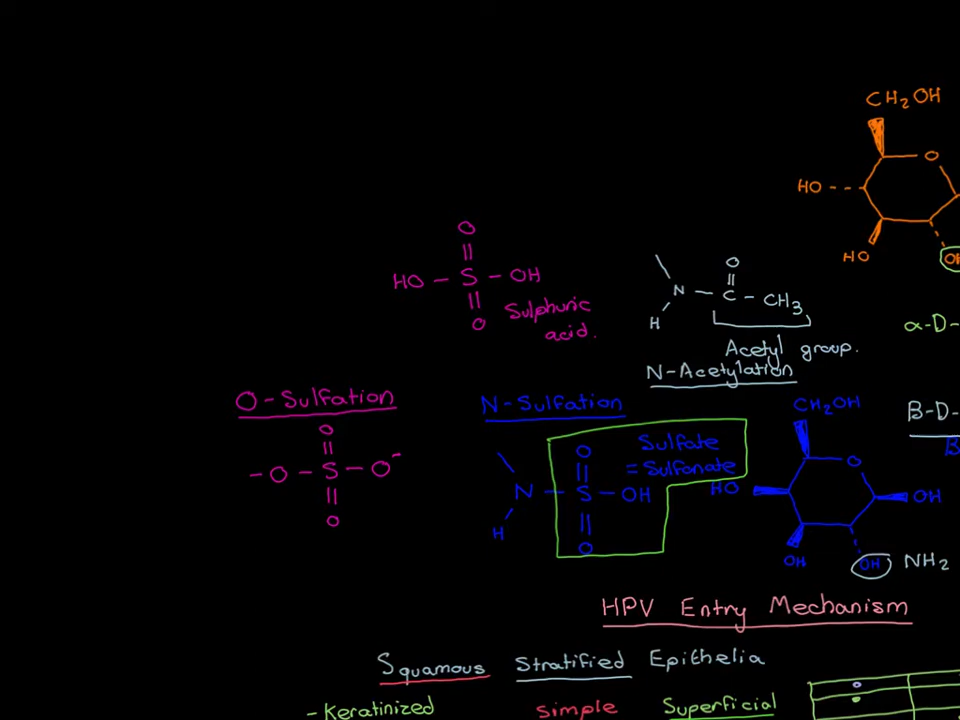 CH2OH
O
HO
HO
OH
O
HO - S - OH
O
Sulphuric
acid.
O
N - C - CH3
H
Acetyl group.
N-Acetylation
α-D-
O-Sulfation
O
- O - S - O-
O
N-Sulfation
Sulfate
= Sulfonate
O
N - S - OH
H
O
CH2OH
O
HO
OH
OH
OH
NH2
B-D-
B
HPV Entry Mechanism
Squamous Stratified Epithelia
- Keratinized simple Superficial